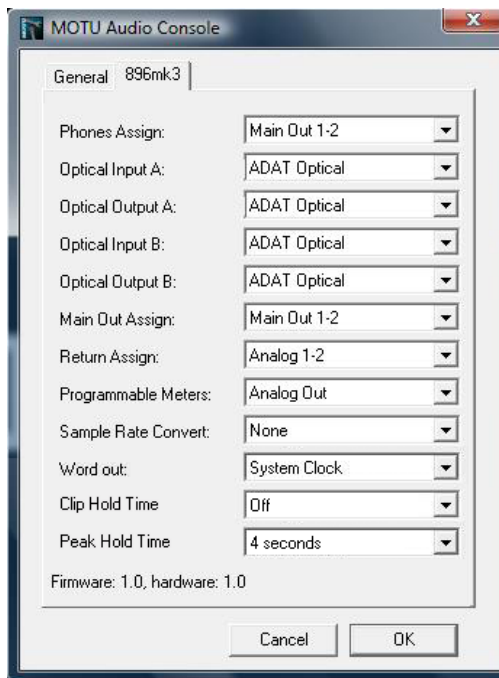 MOTU Audio Console
General 896mk3
Phones Assign: Main Out 1-2
Optical Input A: ADAT Optical
Optical Output A: ADAT Optical
Optical Input B: ADAT Optical
Optical Output B: ADAT Optical
Main Out Assign: Main Out 1-2
Return Assign: Analog 1-2
Programmable Meters: Analog Out
Sample Rate Convert: None
Word out: System Clock
Clip Hold Time Off
Peak Hold Time 4 seconds
Firmware: 1.0, hardware: 1.0
Cancel OK